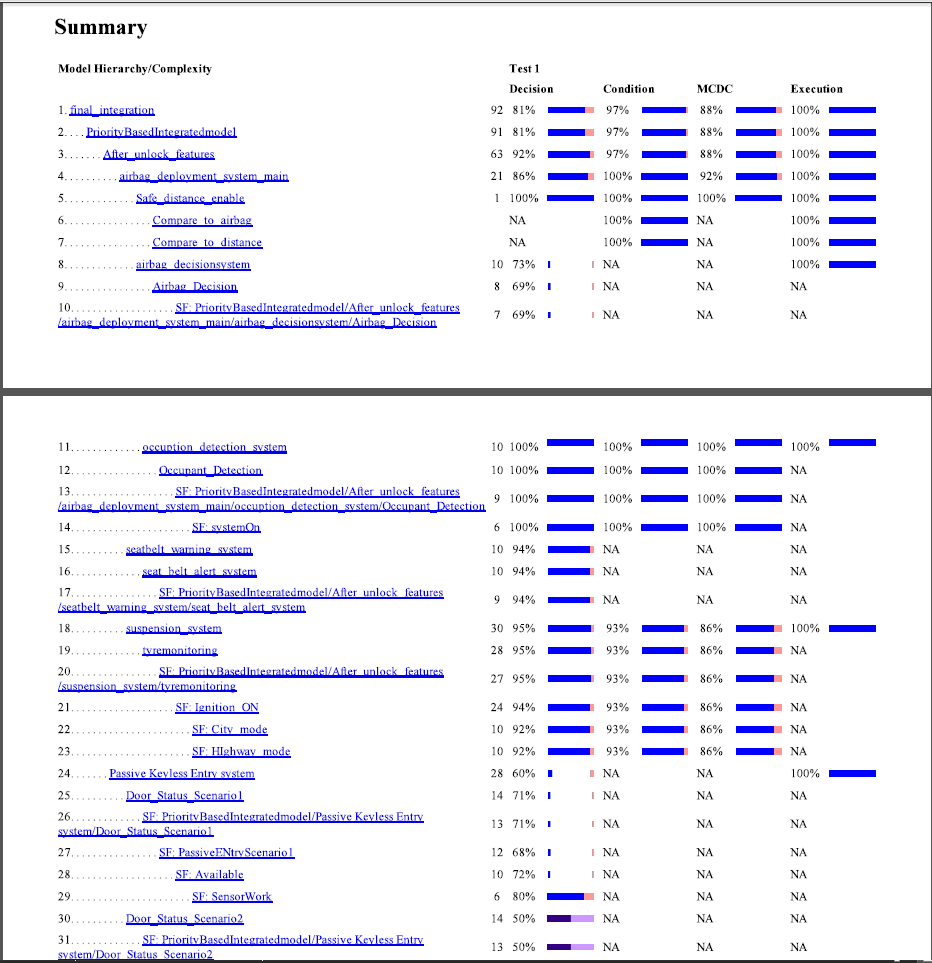 Summary
Model Hierarchy/Complexity Test 1
Decision Condition MCDC Execution
1. final_integration 92 81% 97% 88% 100%
2. . . . PriorityBasedIntegratedmodel 91 81% 97% 88% 100%
3. . . . . . . After_unlock_features 63 92% 97% 88% 100%
4. . . . . . . . . . airbag_deployment_system_main 21 86% 100% 92% 100%
5. . . . . . . . . . . . . Safe_distance_enable 1 100% 100% 100% 100%
6. . . . . . . . . . . . . . . . Compare_to_airbag NA 100% NA 100%
7. . . . . . . . . . . . . . . . Compare_to_distance NA 100% NA 100%
8. . . . . . . . . . . . . airbag_decisionsystem 10 73% NA NA 100%
9. . . . . . . . . . . . . . . . Airbag_Decision 8 69% NA NA NA
10. . . . . . . . . . . . . . . . . . . SF: PriorityBasedIntegratedmodel/After_unlock_features
/airbag_deployment_system_main/airbag_decisionsystem/Airbag_Decision 7 69% NA NA NA
11. . . . . . . . . . . . . occuption_detection_system 10 100% 100% 100% 100%
12. . . . . . . . . . . . . . . . Occupant_Detection 10 100% 100% 100% NA
13. . . . . . . . . . . . . . . . . . . SF: PriorityBasedIntegratedmodel/After_unlock_features
/airbag_deployment_system_main/occuption_detection_system/Occupant_Detection 9 100% 100% 100% NA
14. . . . . . . . . . . . . . . . . . . . . . SF: systemOn 6 100% 100% 100% NA
15. . . . . . . . . . seatbelt_warning_system 10 94% NA NA NA
16. . . . . . . . . . . . . seat_belt_alert_system 10 94% NA NA NA
17. . . . . . . . . . . . . . . . SF: PriorityBasedIntegratedmodel/After_unlock_features
/seatbelt_warning_system/seat_belt_alert_system 9 94% NA NA NA
18. . . . . . . . . . suspension_system 30 95% 93% 86% 100%
19. . . . . . . . . . . . . tyremonitoring 28 95% 93% 86% NA
20. . . . . . . . . . . . . . . . SF: PriorityBasedIntegratedmodel/After_unlock_features
/suspension_system/tyremonitoring 27 95% 93% 86% NA
21. . . . . . . . . . . . . . . . . . . SF: Ignition_ON 24 94% 93% 86% NA
22. . . . . . . . . . . . . . . . . . . . . . SF: City_mode 10 92% 93% 86% NA
23. . . . . . . . . . . . . . . . . . . . . . SF: HIghway_mode 10 92% 93% 86% NA
24. . . . . . . Passive Keyless Entry system 28 60% NA NA 100%
25. . . . . . . . . . Door_Status_Scenario1 14 71% NA NA NA
26. . . . . . . . . . . . . SF: PriorityBasedIntegratedmodel/Passive Keyless Entry
system/Door_Status_Scenario1 13 71% NA NA NA
27. . . . . . . . . . . . . . . . SF: PassiveENtryScenario1 12 68% NA NA NA
28. . . . . . . . . . . . . . . . . . . SF: Available 10 72% NA NA NA
29. . . . . . . . . . . . . . . . . . . . . . SF: SensorWork 6 80% NA NA NA
30. . . . . . . . . . Door_Status_Scenario2 14 50% NA NA NA
31. . . . . . . . . . . . . SF: PriorityBasedIntegratedmodel/Passive Keyless Entry
system/Door_Status_Scenario2 13 50% NA NA NA